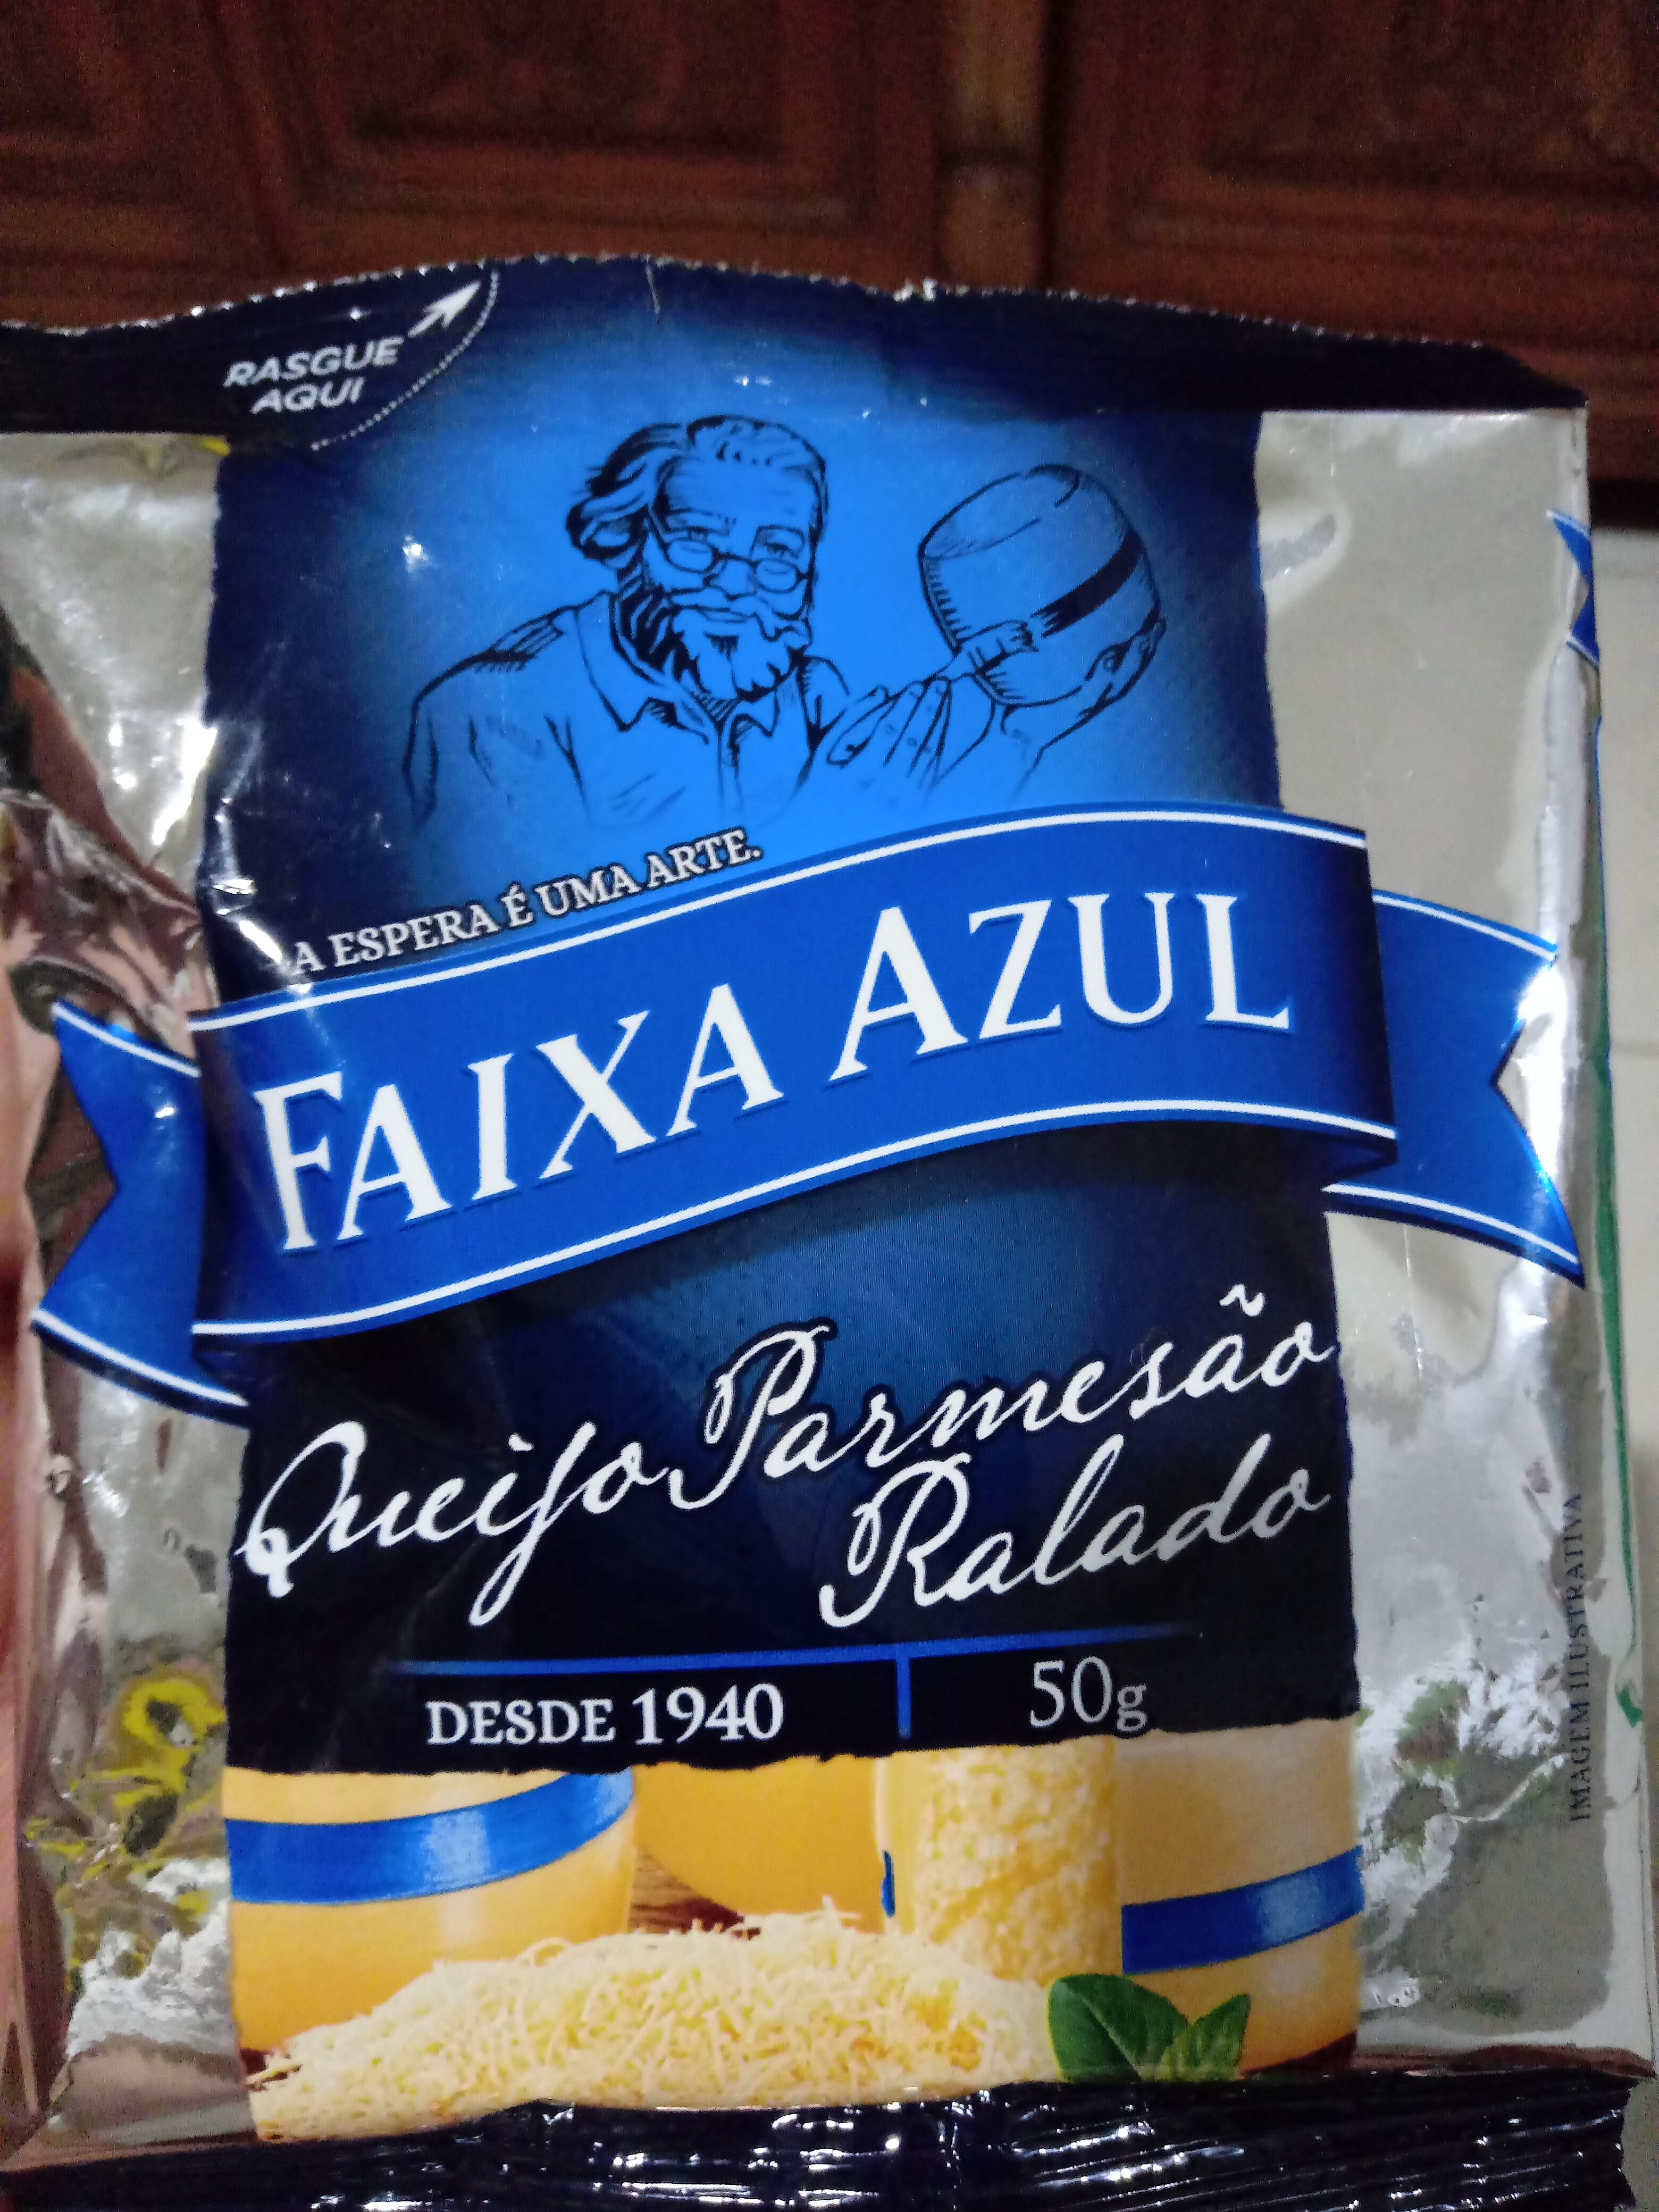 RASGUE
AQUI
A ESPERA É UMA ARTE.
FAIXA AZUL
Queijo Parmesão
Ralado
DESDE 1940
50g
IMAGEM ILUSTRATIVA